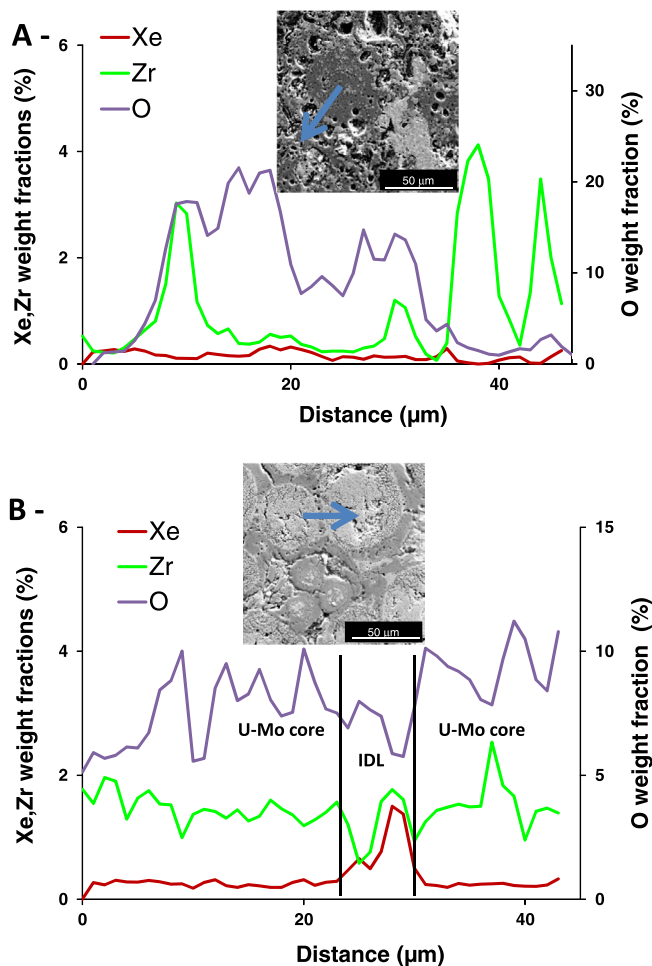 A -
Xe
Zr
O
Xe,Zr weight fractions (%)
6
4
2
0
O weight fraction (%)
30
20
10
0
50 µm
0
20
40
Distance (µm)
B -
Xe
Zr
O
Xe,Zr weight fractions (%)
6
4
2
0
O weight fraction (%)
15
10
5
0
50 µm
U-Mo core
IDL
U-Mo core
0
20
40
Distance (µm)